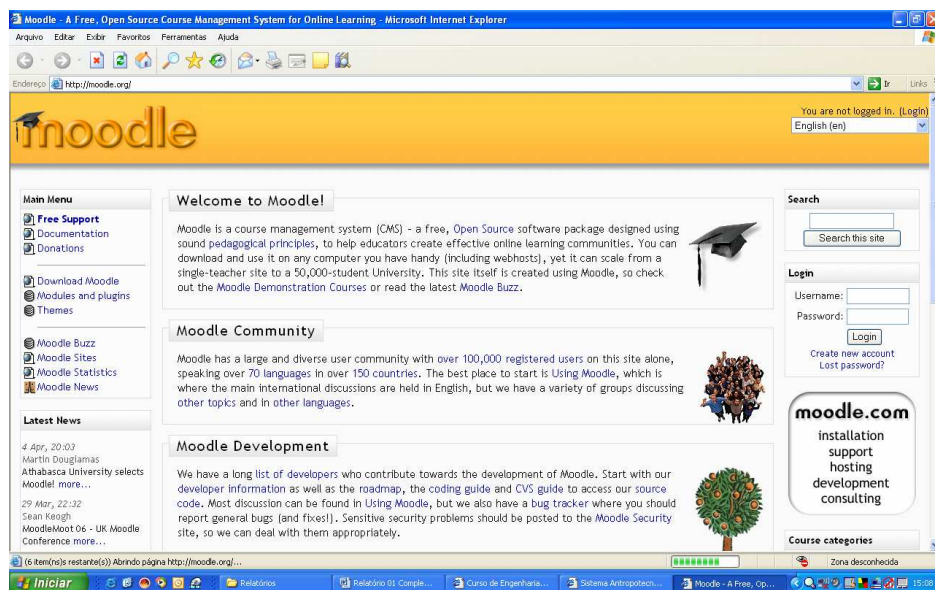 Moodle - A Free, Open Source Course Management System for Online Learning - Microsoft Internet Explorer
Arquivo Editar Exibir Favoritos Ferramentas Ajuda
Endereço http://moodle.org/ Ir Links
moodle
You are not logged in. (Login)
English (en)
Main Menu
Free Support
Documentation
Donations
Download Moodle
Modules and plugins
Themes
Moodle Buzz
Moodle Sites
Moodle Statistics
Moodle News
Latest News
4 Apr, 20:03
Martin Dougiamas
Athabasca University selects
Moodle! more...
29 Mar, 22:32
Sean Keogh
MoodleMoot 06 - UK Moodle
Conference more...
Welcome to Moodle!
Moodle is a course management system (CMS) - a free, Open Source software package designed using
sound pedagogical principles, to help educators create effective online learning communities. You can
download and use it on any computer you have handy (including webhosts), yet it can scale from a
single-teacher site to a 50,000-student University. This site itself is created using Moodle, so check
out the Moodle Demonstration Courses or read the latest Moodle Buzz.
Moodle Community
Moodle has a large and diverse user community with over 100,000 registered users on this site alone,
speaking over 70 languages in over 150 countries. The best place to start is Using Moodle, which is
where the main international discussions are held in English, but we have a variety of groups discussing
other topics and in other languages.
Moodle Development
We have a long list of developers who contribute towards the development of Moodle. Start with our
developer information as well as the roadmap, the coding guide and CVS guide to access our source
code. Most discussion can be found in Using Moodle, but we also have a bug tracker where you should
report general bugs (and fixes!). Sensitive security problems should be posted to the Moodle Security
site, so we can deal with them appropriately.
Search
Search this site
Login
Username:
Password:
Login
Create new account
Lost password?
moodle.com
installation
support
hosting
development
consulting
Course categories
(6 item(ns)s restante(s)) Abrindo página http://moodle.org/... Zona desconhecida
Iniciar Relatórios Relatório 01 Comple... Curso de Engenharia... Sistema Antropotecn... Moodle - A Free, Op... 15:08